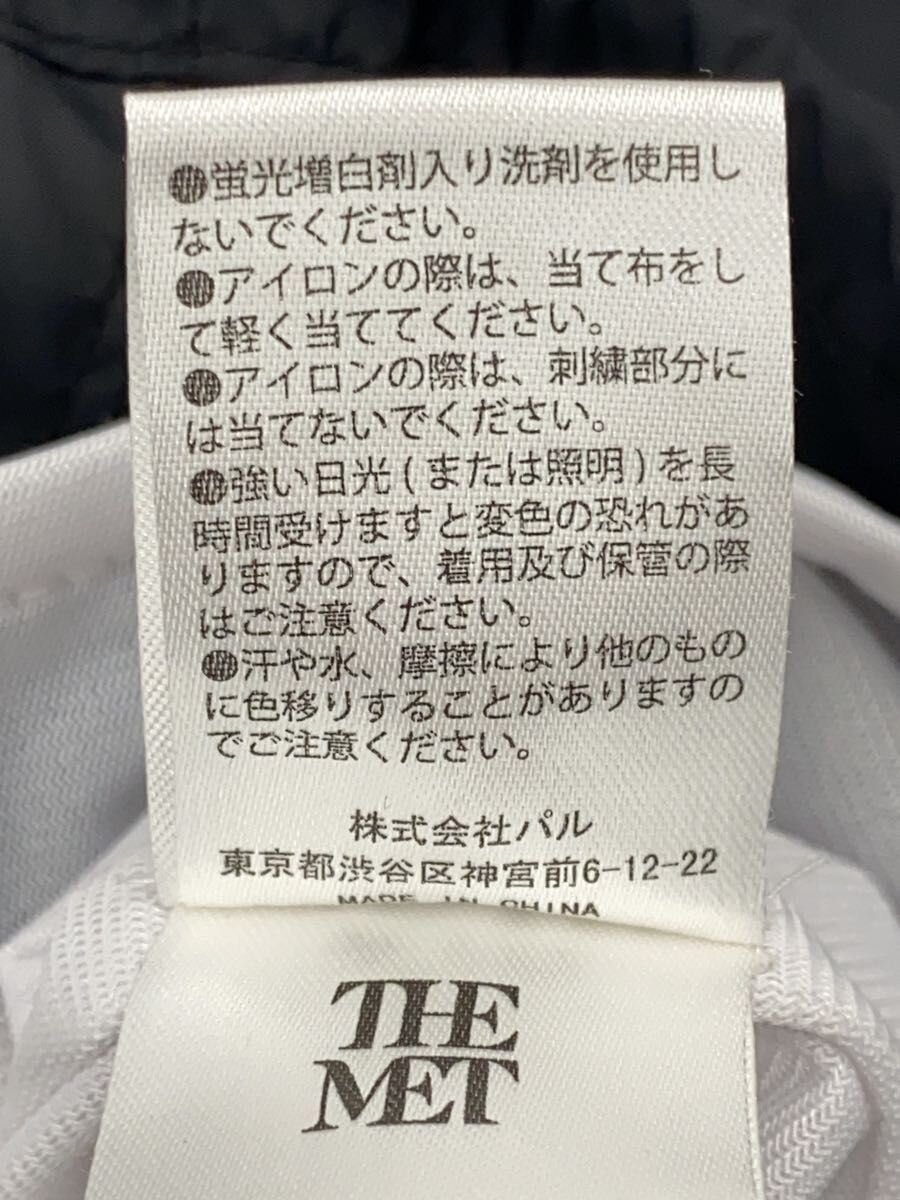 ●蛍光増白剤入り洗剤を使用し
ないでください。
●アイロンの際は、当て布をし
て軽く当ててください。
●アイロンの際は、刺繍部分に
は当てないでください。
●強い日光(または照明)を長
時間受けますと変色の恐れがあ
りますので、着用及び保管の際
はご注意ください。
●汗や水、摩擦により他のもの
に色移りすることがありますの
でご注意ください。
株式会社パル
東京都渋谷区神宮前6-12-22
MADE IN CHINA
THE
MET